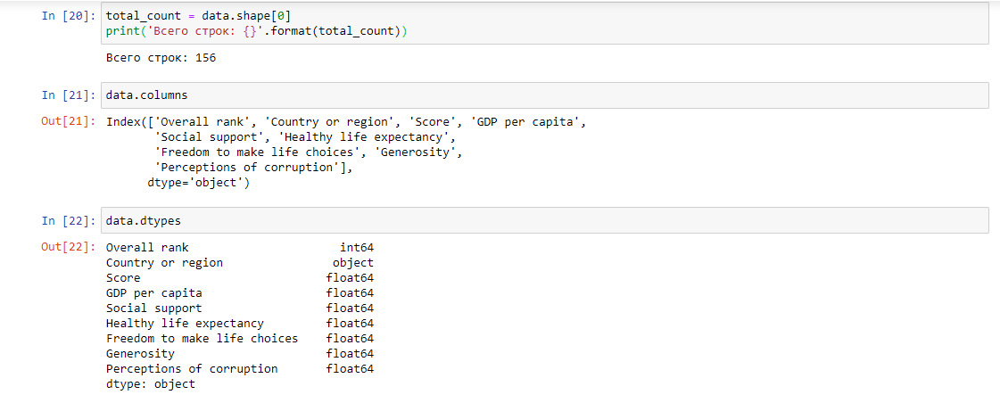 In [20]: total_count = data.shape[0]
print('Всего строк: {}'.format(total_count))
Всего строк: 156
In [21]: data.columns
Out[21]: Index(['Overall rank', 'Country or region', 'Score', 'GDP per capita',
'Social support', 'Healthy life expectancy',
'Freedom to make life choices', 'Generosity',
'Perceptions of corruption'],
dtype='object')
In [22]: data.dtypes
Out[22]: Overall rank int64
Country or region object
Score float64
GDP per capita float64
Social support float64
Healthy life expectancy float64
Freedom to make life choices float64
Generosity float64
Perceptions of corruption float64
dtype: object